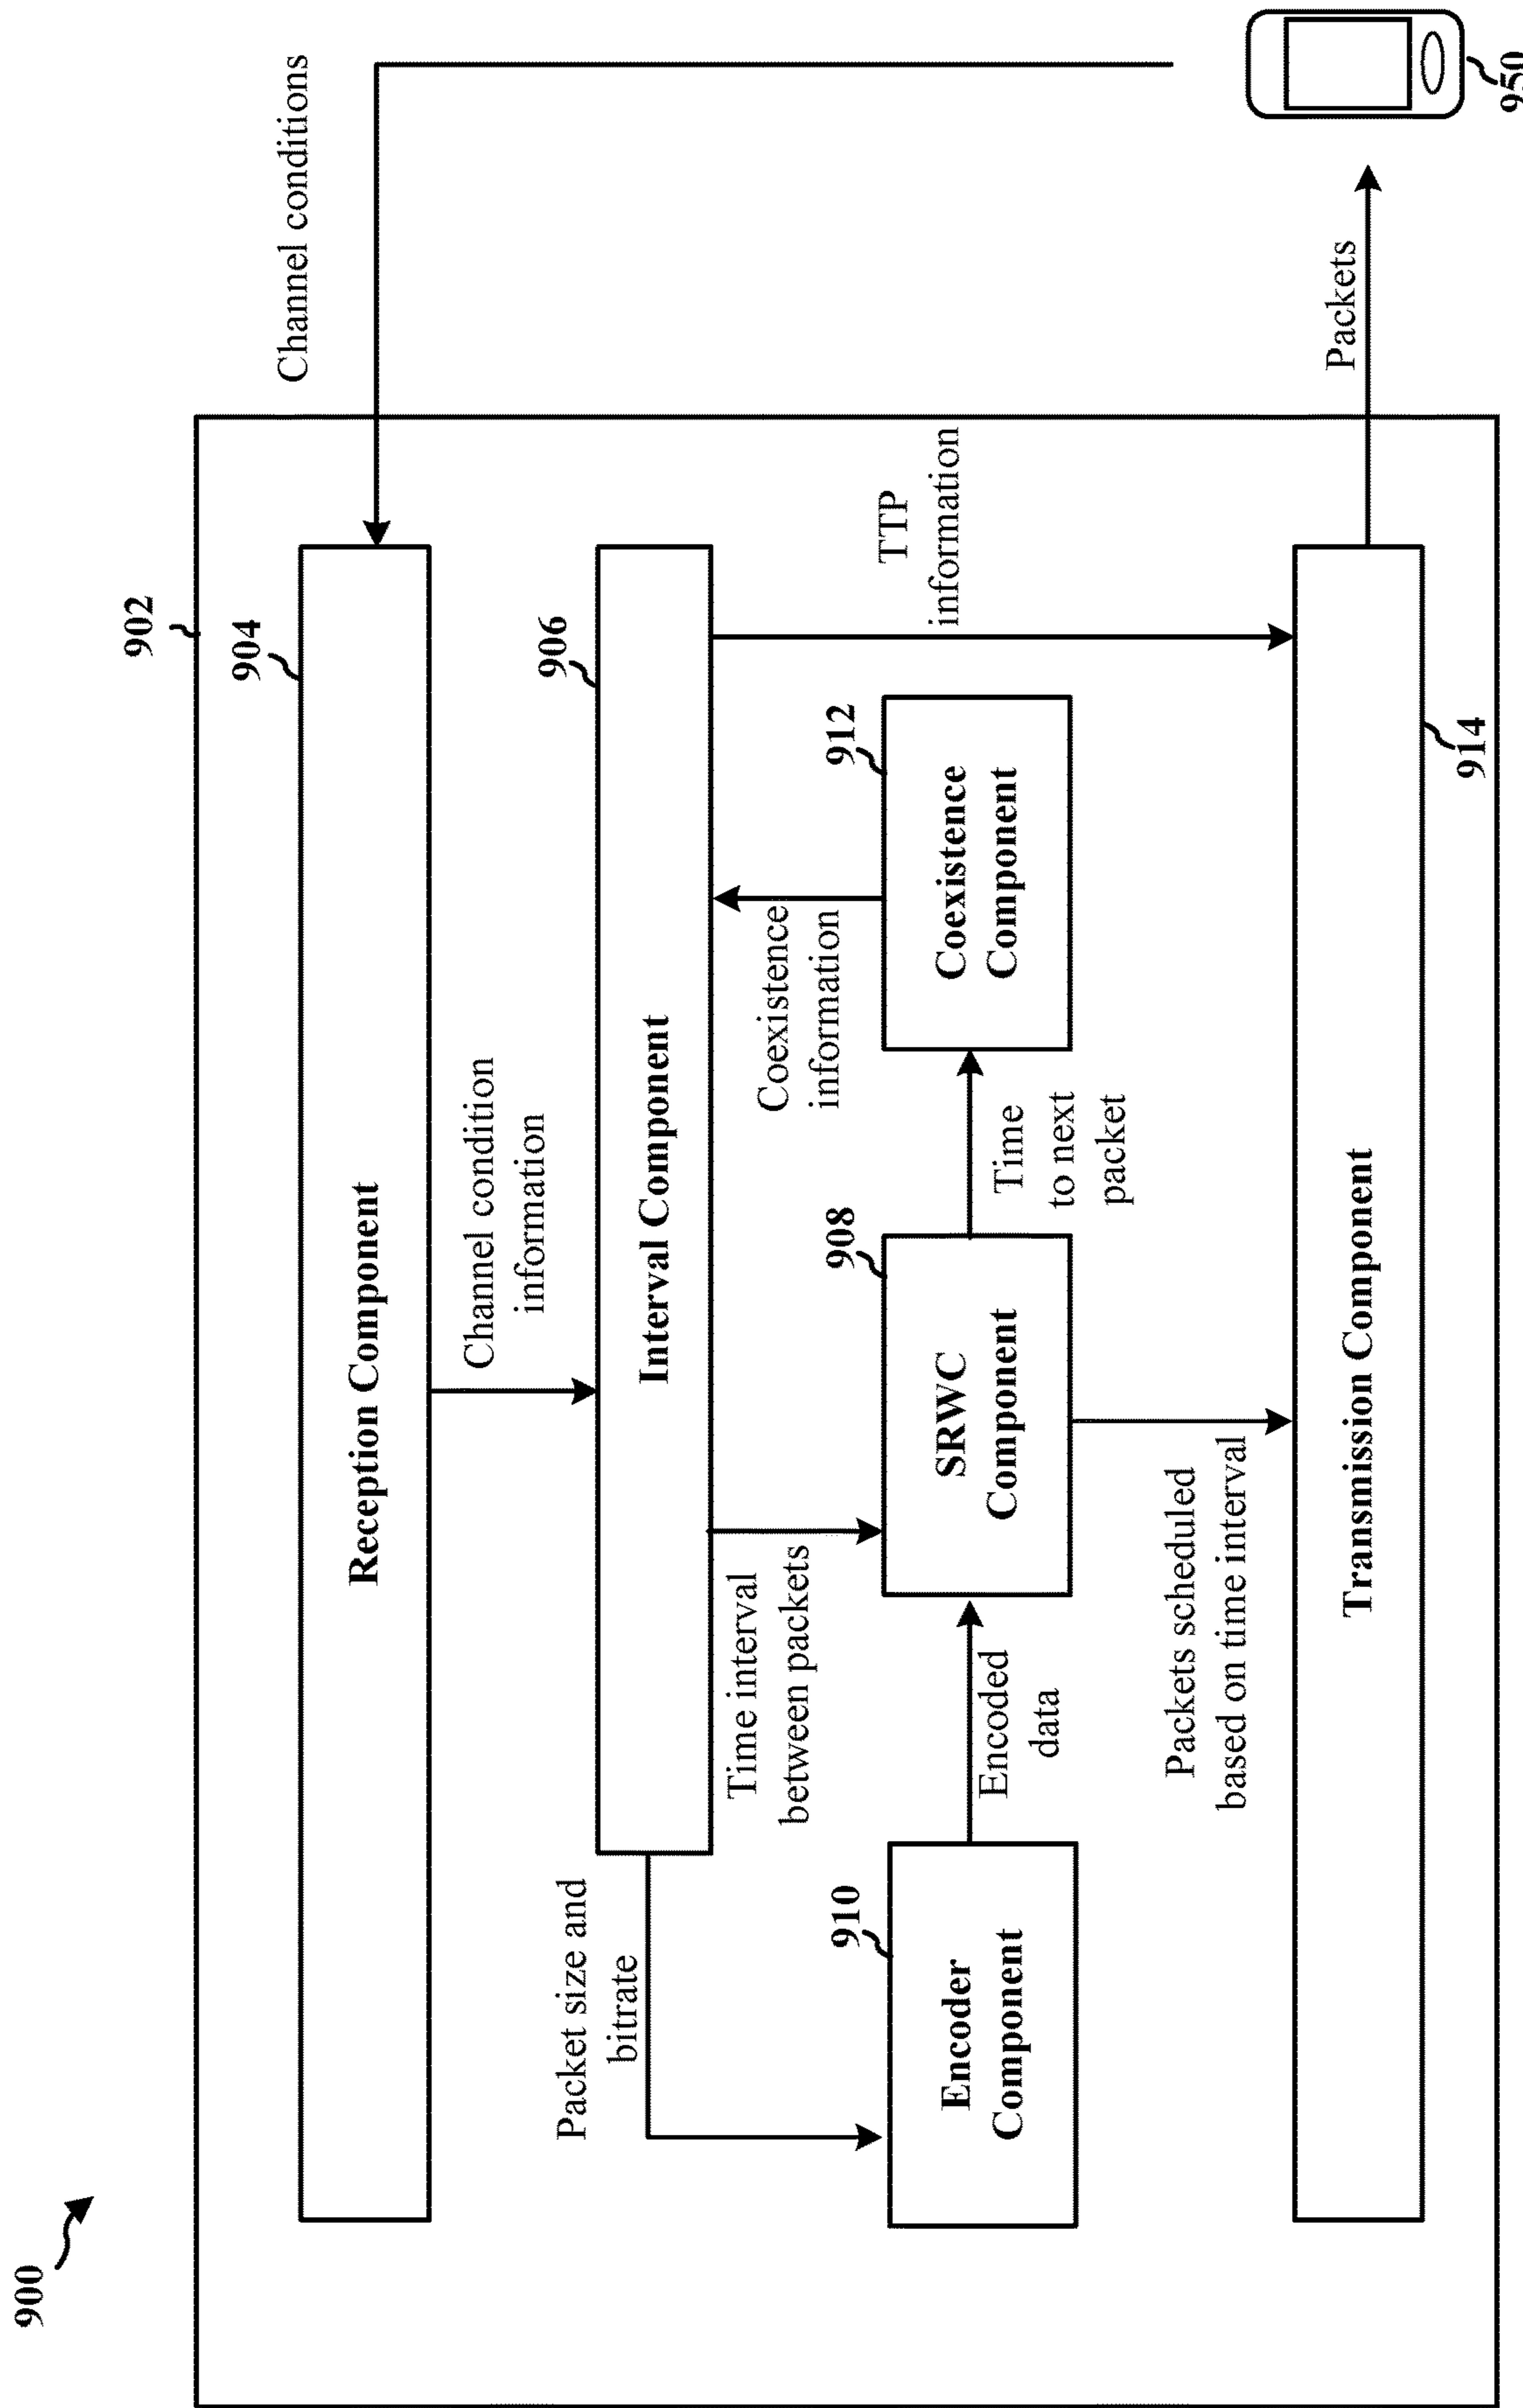 900
902
Channel conditions
904
Reception Component
Channel condition
information
906
Interval Component
Packet size and
bitrate
Time interval
between packets
Coexistence
information
TTP
information
910
Encoder
Component
Encoded
data
908
SRWC
Component
Time
to next
packet
912
Coexistence
Component
Packets scheduled
based on time interval
Transmission Component
914
Packets
950